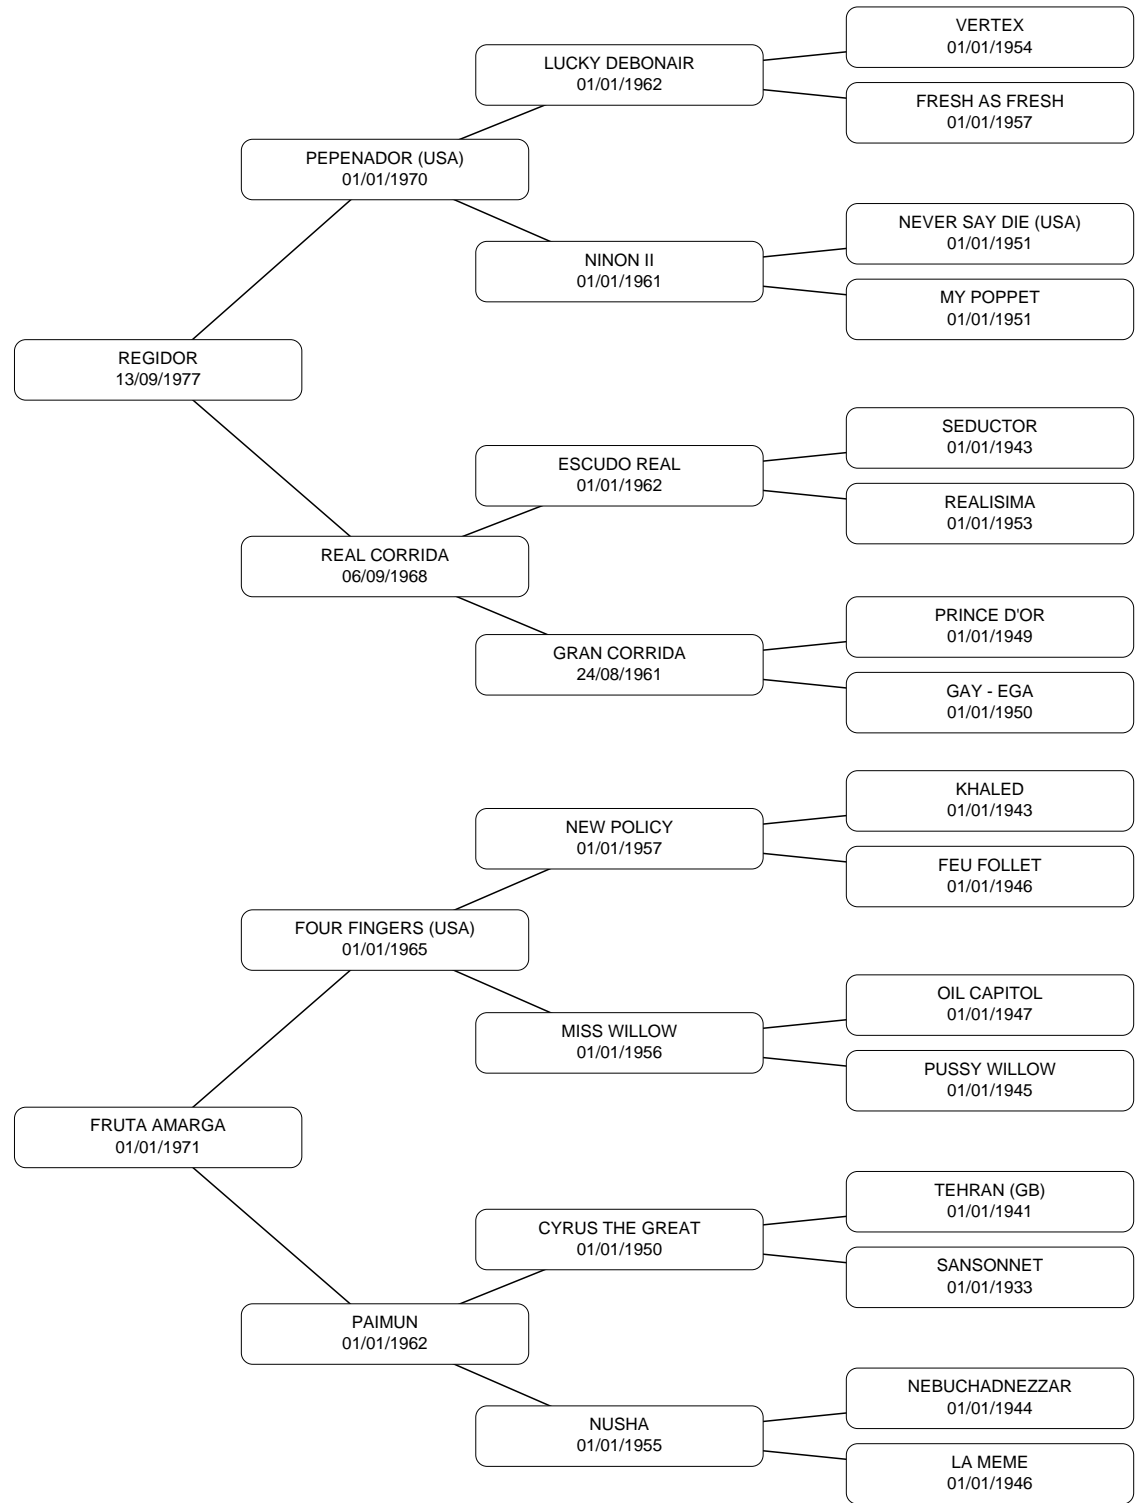 VERTEX
01/01/1954
LUCKY DEBONAIR
01/01/1962
FRESH AS FRESH
01/01/1957
PEPENADOR (USA)
01/01/1970
NEVER SAY DIE (USA)
01/01/1951
NINON II
01/01/1961
MY POPPET
01/01/1951
REGIDOR
13/09/1977
SEDUCTOR
01/01/1943
ESCUDO REAL
01/01/1962
REALISIMA
01/01/1953
REAL CORRIDA
06/09/1968
PRINCE D'OR
01/01/1949
GRAN CORRIDA
24/08/1961
GAY - EGA
01/01/1950
KHALED
01/01/1943
NEW POLICY
01/01/1957
FEU FOLLET
01/01/1946
FOUR FINGERS (USA)
01/01/1965
OIL CAPITOL
01/01/1947
MISS WILLOW
01/01/1956
PUSSY WILLOW
01/01/1945
FRUTA AMARGA
01/01/1971
TEHRAN (GB)
01/01/1941
CYRUS THE GREAT
01/01/1950
SANSONNET
01/01/1933
PAIMUN
01/01/1962
NEBUCHADNEZZAR
01/01/1944
NUSHA
01/01/1955
LA MEME
01/01/1946